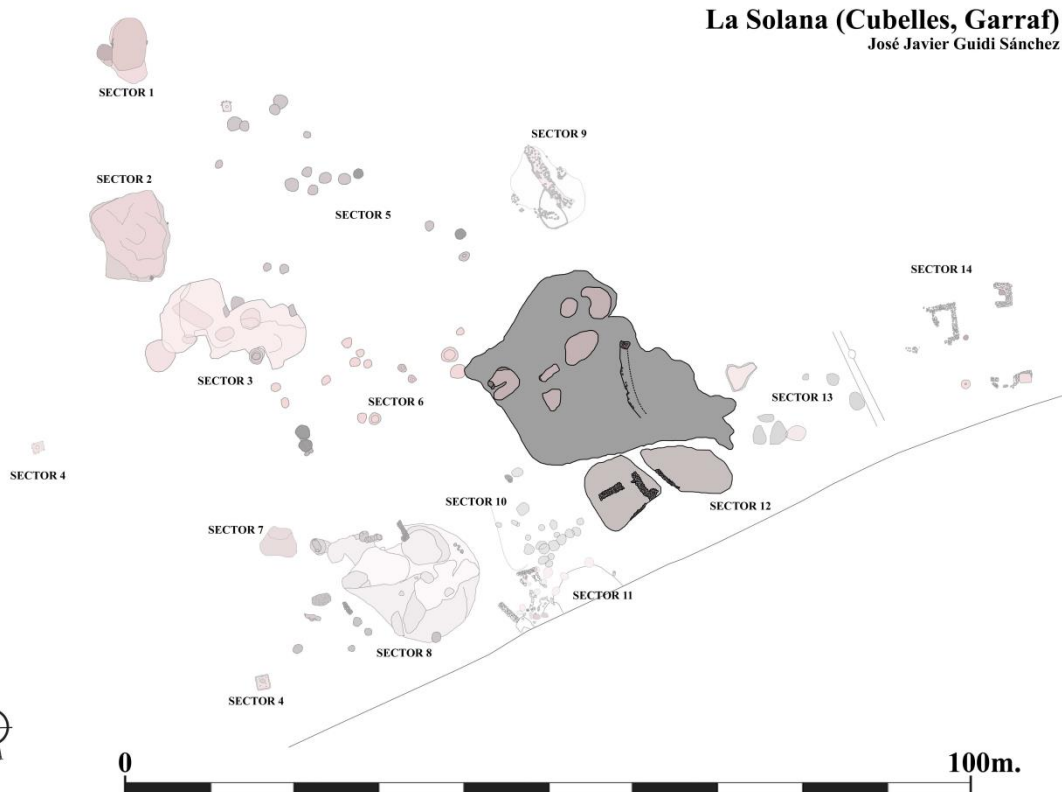 La Solana (Cubelles, Garraf)
José Javier Guidi Sánchez
SECTOR 1
SECTOR 9
SECTOR 2
SECTOR 5
SECTOR 14
SECTOR 3
SECTOR 6
SECTOR 13
SECTOR 4
SECTOR 10
SECTOR 12
SECTOR 7
SECTOR 11
SECTOR 8
SECTOR 4
0
100m.